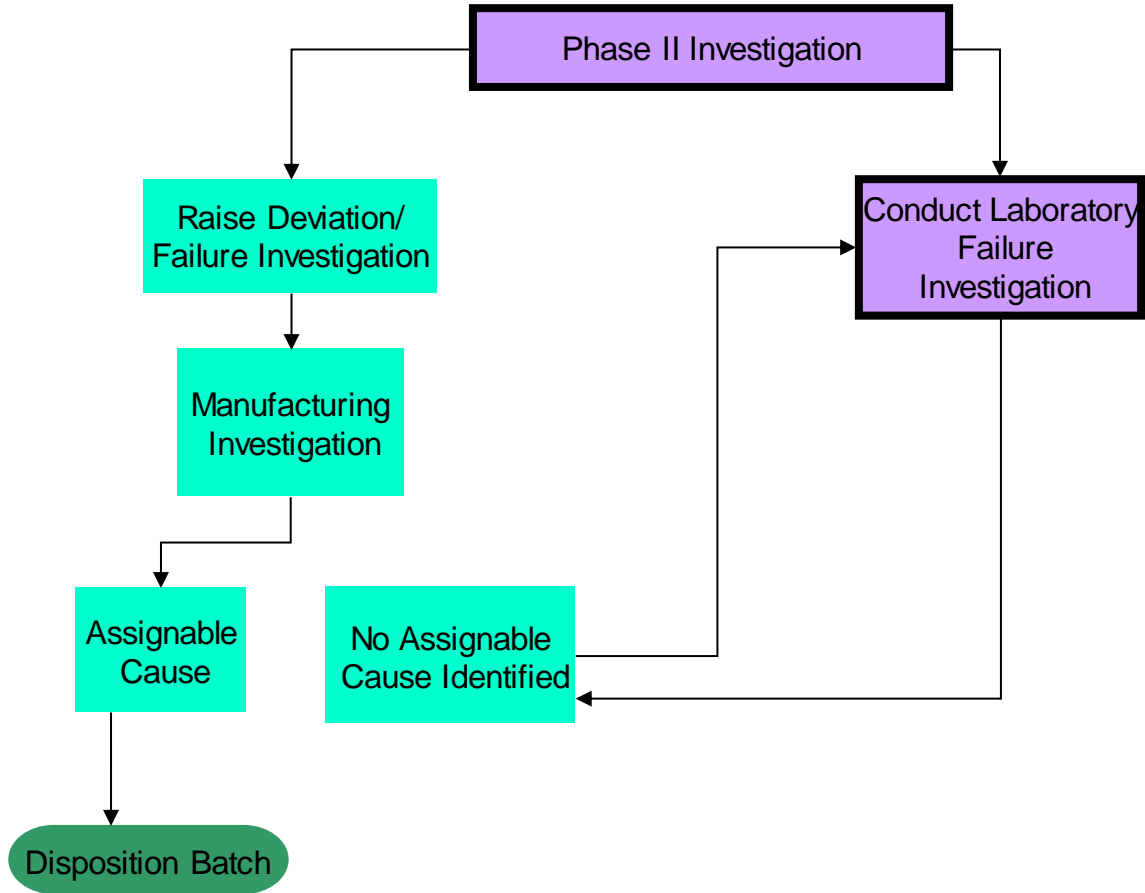 Phase II Investigation
Raise Deviation/
Failure Investigation
Conduct Laboratory
Failure
Investigation
Manufacturing
Investigation
Assignable
Cause
No Assignable
Cause Identified
Disposition Batch